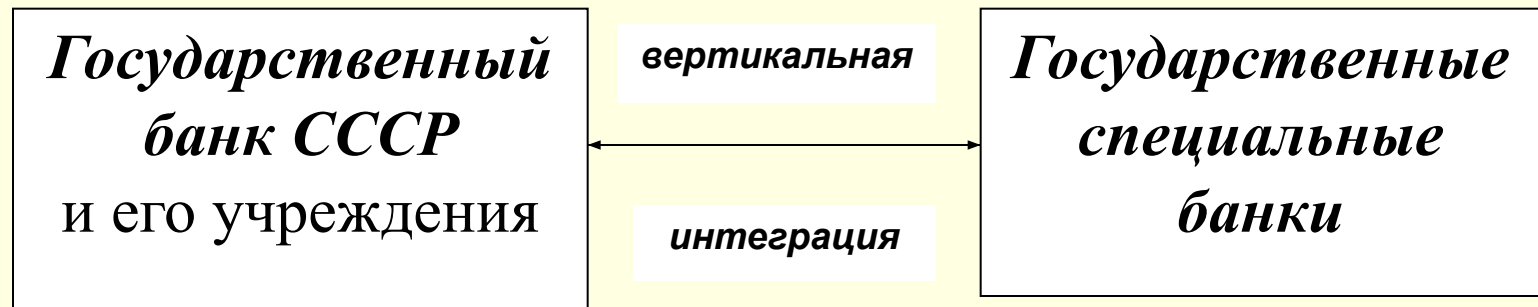 Государственный
банк СССР
и его учреждения
вертикальная
интеграция
Государственные
специальные
банки